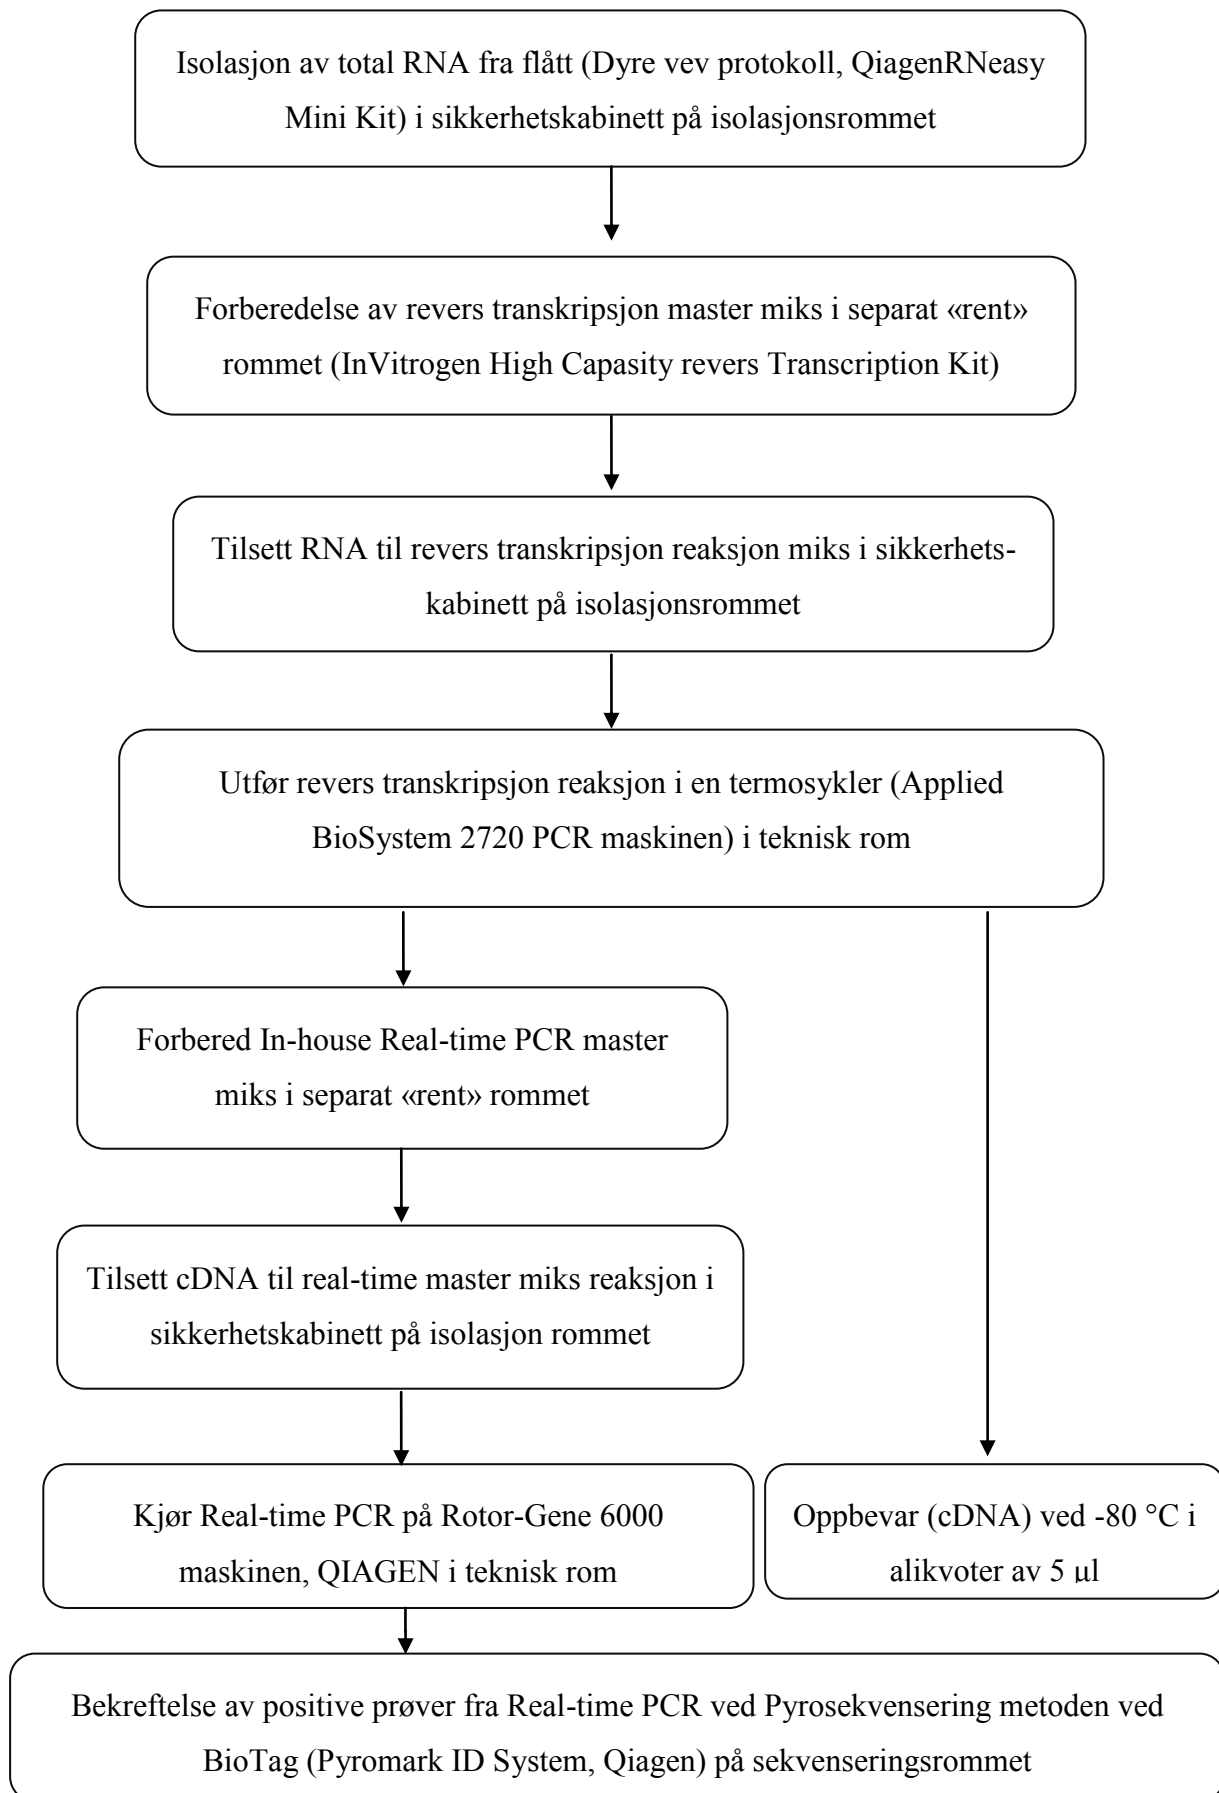 Isolasjon av total RNA fra flått (Dyre vev protokoll, QiagenRNeasy
Mini Kit) i sikkerhetskabinett på isolasjonsrommet
Forberedelse av revers transkripsjon master miks i separat «rent»
rommet (InVitrogen High Capasity revers Transcription Kit)
Tilsett RNA til revers transkripsjon reaksjon miks i sikkerhets-
kabinett på isolasjonsrommet
Utfør revers transkripsjon reaksjon i en termosykler (Applied
BioSystem 2720 PCR maskinen) i teknisk rom
Forbered In-house Real-time PCR master
miks i separat «rent» rommet
Tilsett cDNA til real-time master miks reaksjon i
sikkerhetskabinett på isolasjon rommet
Kjør Real-time PCR på Rotor-Gene 6000
maskinen, QIAGEN i teknisk rom
Oppbevar (cDNA) ved -80 °C i
alikvoter av 5 µl
Bekreftelse av positive prøver fra Real-time PCR ved Pyrosekvensering metoden ved
BioTag (Pyromark ID System, Qiagen) på sekvenseringsrommet